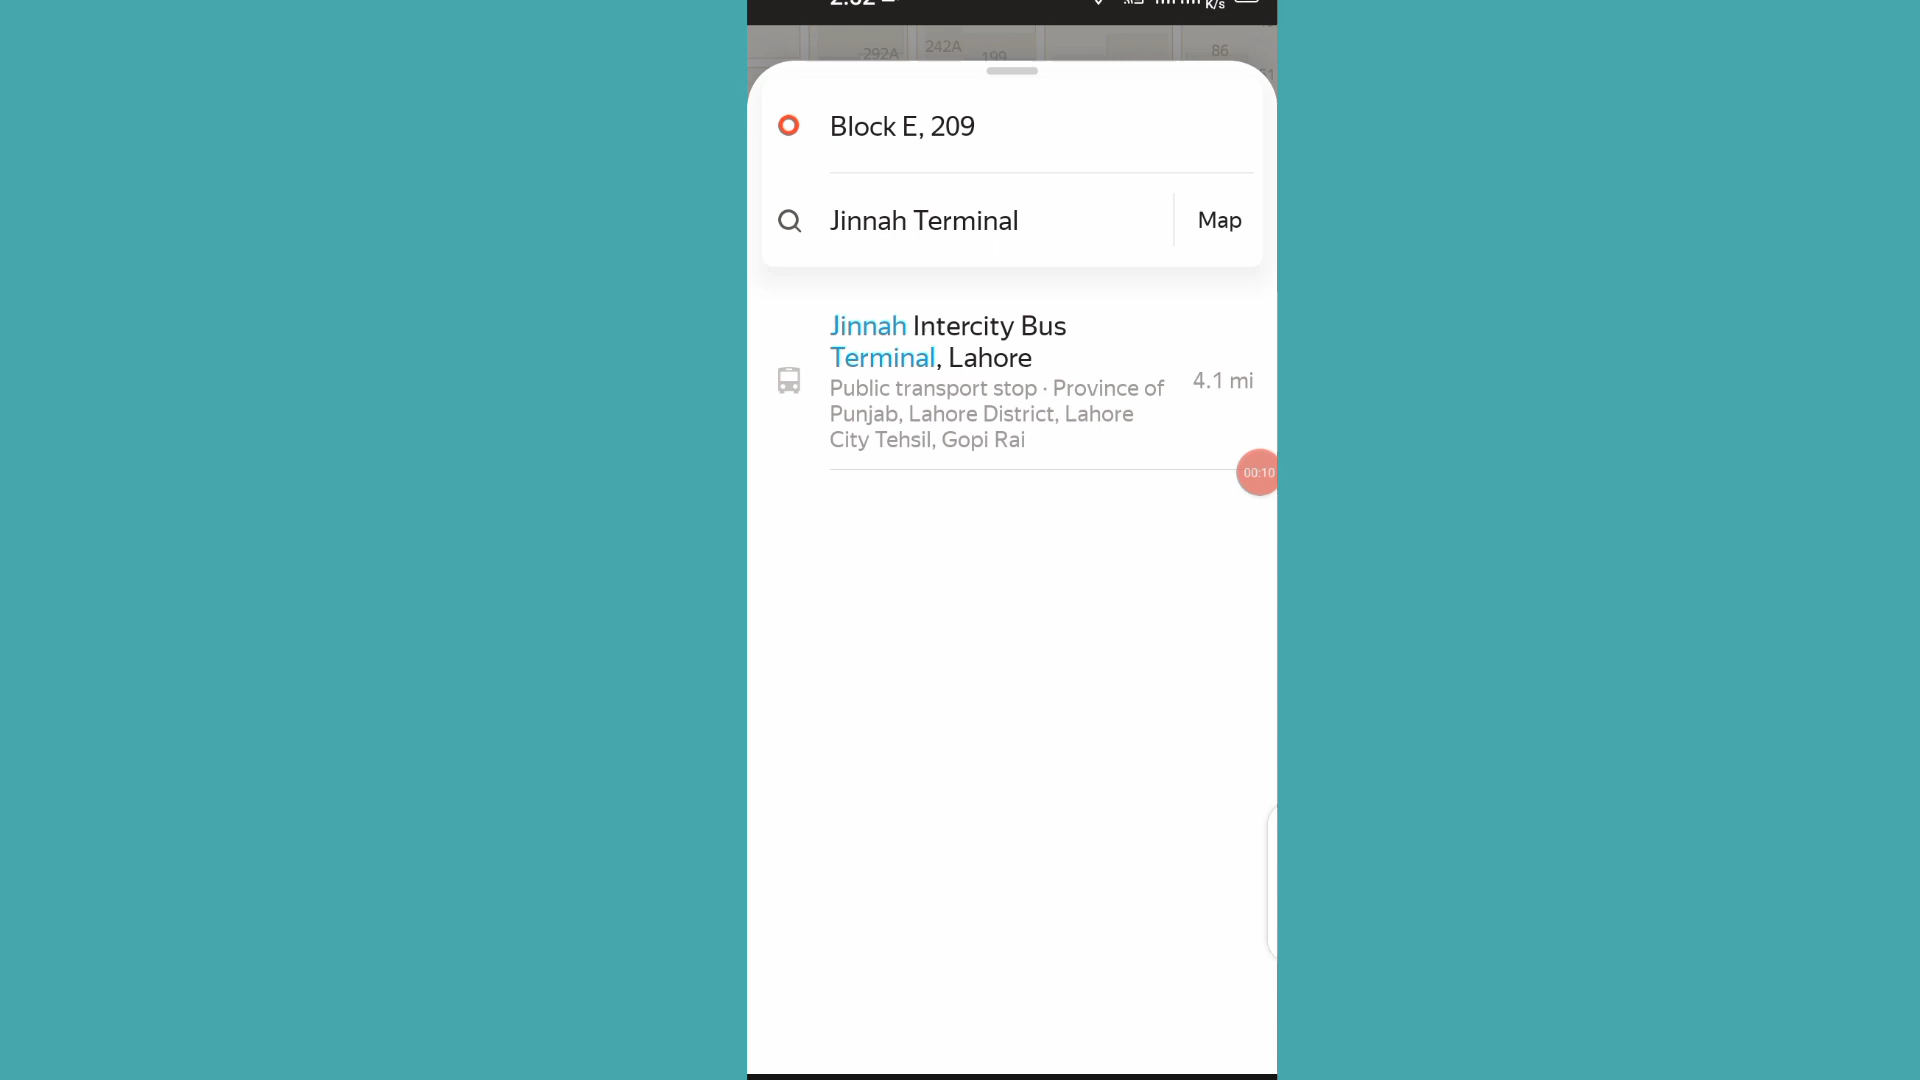 292A
242A
199
86
Block E, 209
Jinnah Terminal
Map
Jinnah Intercity Bus
Terminal, Lahore
Public transport stop · Province of
Punjab, Lahore District, Lahore
City Tehsil, Gopi Rai
4.1 mi
00:10
K/s